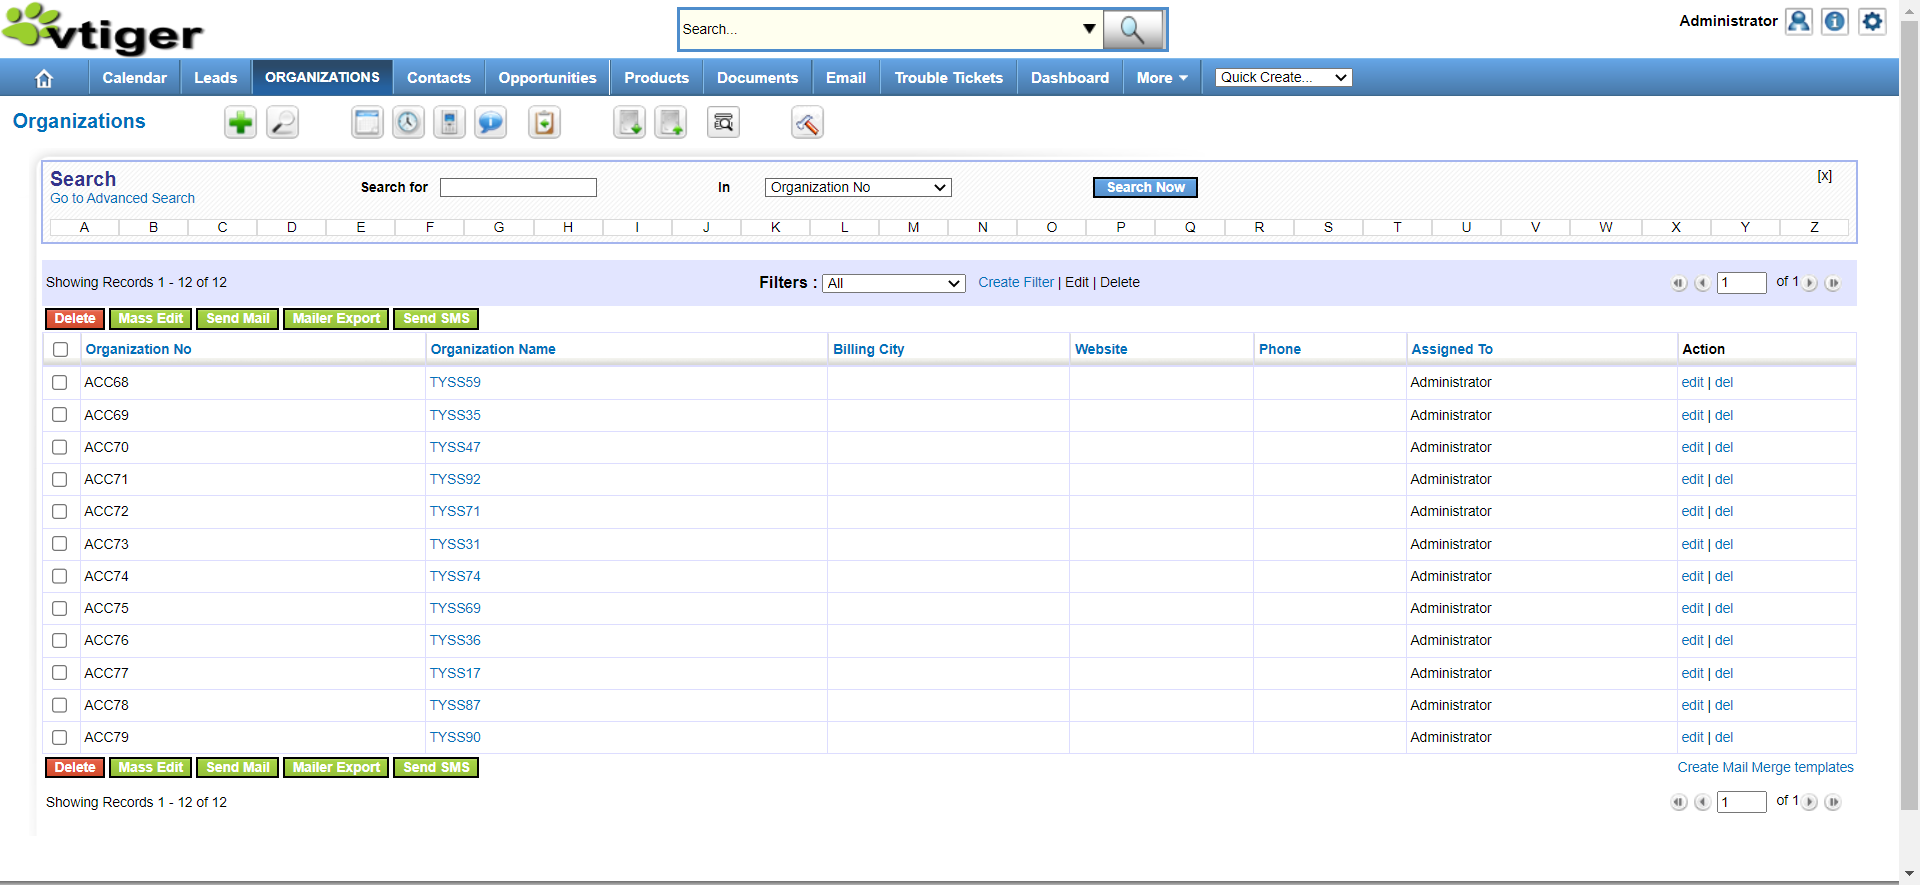 vtiger
Search...
Administrator
Calendar Leads ORGANIZATIONS Contacts Opportunities Products Documents Email Trouble Tickets Dashboard More Quick Create...
Organizations
Search
Go to Advanced Search
Search for In Organization No Search Now [x]
A B C D E F G H I J K L M N O P Q R S T U V W X Y Z
Showing Records 1 - 12 of 12 Filters : All Create Filter | Edit | Delete 1 of 1
Delete Mass Edit Send Mail Mailer Export Send SMS
Organization No Organization Name Billing City Website Phone Assigned To Action
ACC68 TYSS59 Administrator edit | del
ACC69 TYSS35 Administrator edit | del
ACC70 TYSS47 Administrator edit | del
ACC71 TYSS92 Administrator edit | del
ACC72 TYSS71 Administrator edit | del
ACC73 TYSS31 Administrator edit | del
ACC74 TYSS74 Administrator edit | del
ACC75 TYSS69 Administrator edit | del
ACC76 TYSS36 Administrator edit | del
ACC77 TYSS17 Administrator edit | del
ACC78 TYSS87 Administrator edit | del
ACC79 TYSS90 Administrator edit | del
Delete Mass Edit Send Mail Mailer Export Send SMS Create Mail Merge templates
Showing Records 1 - 12 of 12 1 of 1